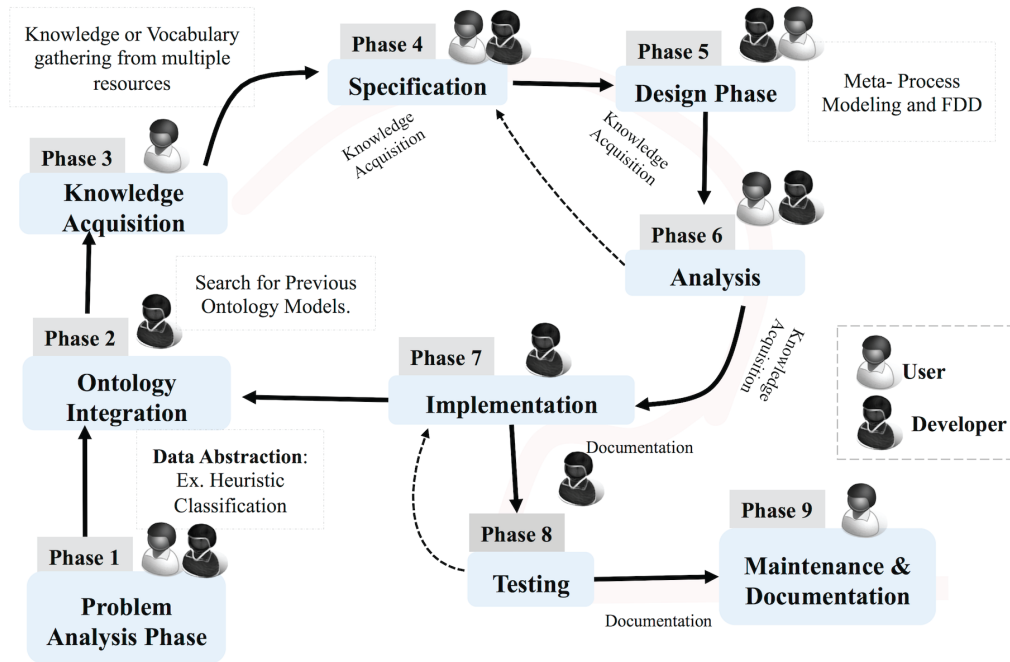 Knowledge or Vocabulary
gathering from multiple
resources
Phase 4
Specification
Phase 5
Design Phase
Meta- Process
Modeling and FDD
Knowledge
Acquisition
Knowledge
Acquisition
Phase 3
Knowledge
Acquisition
Phase 6
Analysis
Search for Previous
Ontology Models.
Phase 2
Ontology
Integration
Phase 7
Implementation
Knowledge
Acquisition
User
Developer
Data Abstraction:
Ex. Heuristic
Classification
Documentation
Phase 1
Problem
Analysis Phase
Phase 8
Testing
Phase 9
Maintenance &
Documentation
Documentation